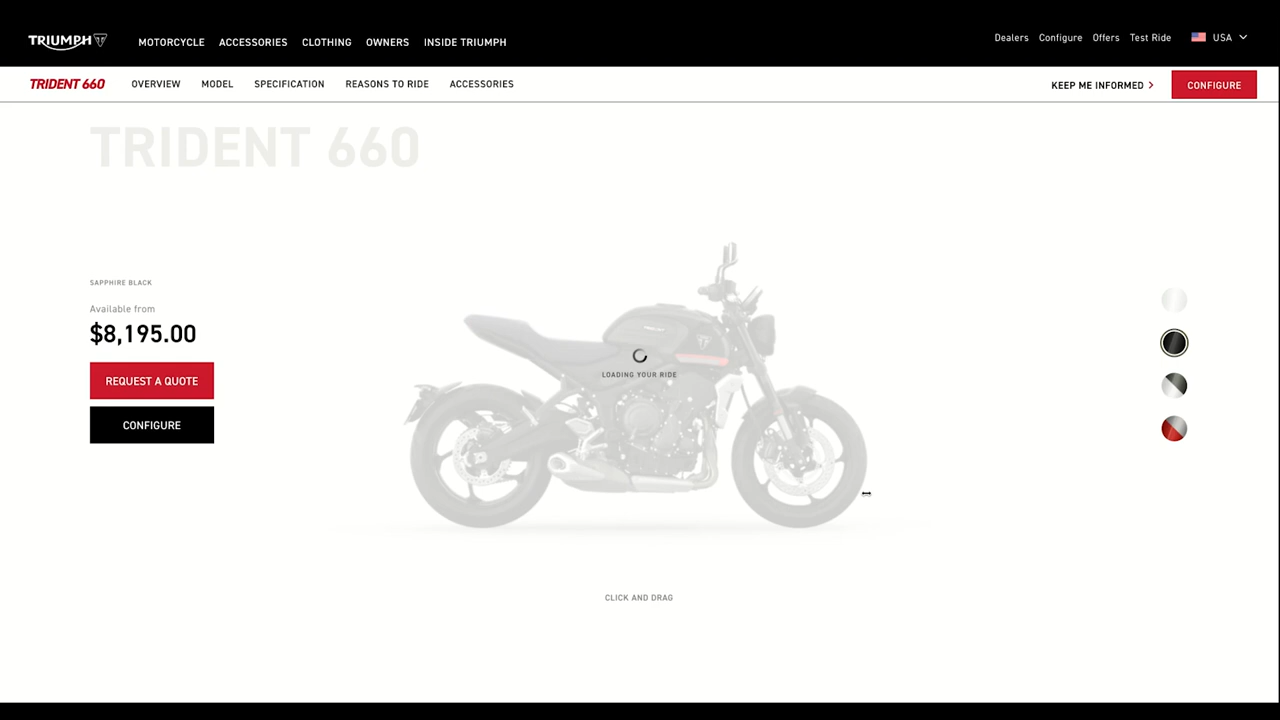 TRIUMPH
MOTORCYCLE ACCESSORIES CLOTHING OWNERS INSIDE TRIUMPH
Dealers Configure Offers Test Ride USA
TRIDENT 660 OVERVIEW MODEL SPECIFICATION REASONS TO RIDE ACCESSORIES
KEEP ME INFORMED CONFIGURE
TRIDENT 660
SAPPHIRE BLACK
Available from
$8,195.00
REQUEST A QUOTE
CONFIGURE
LOADING YOUR RIDE
CLICK AND DRAG